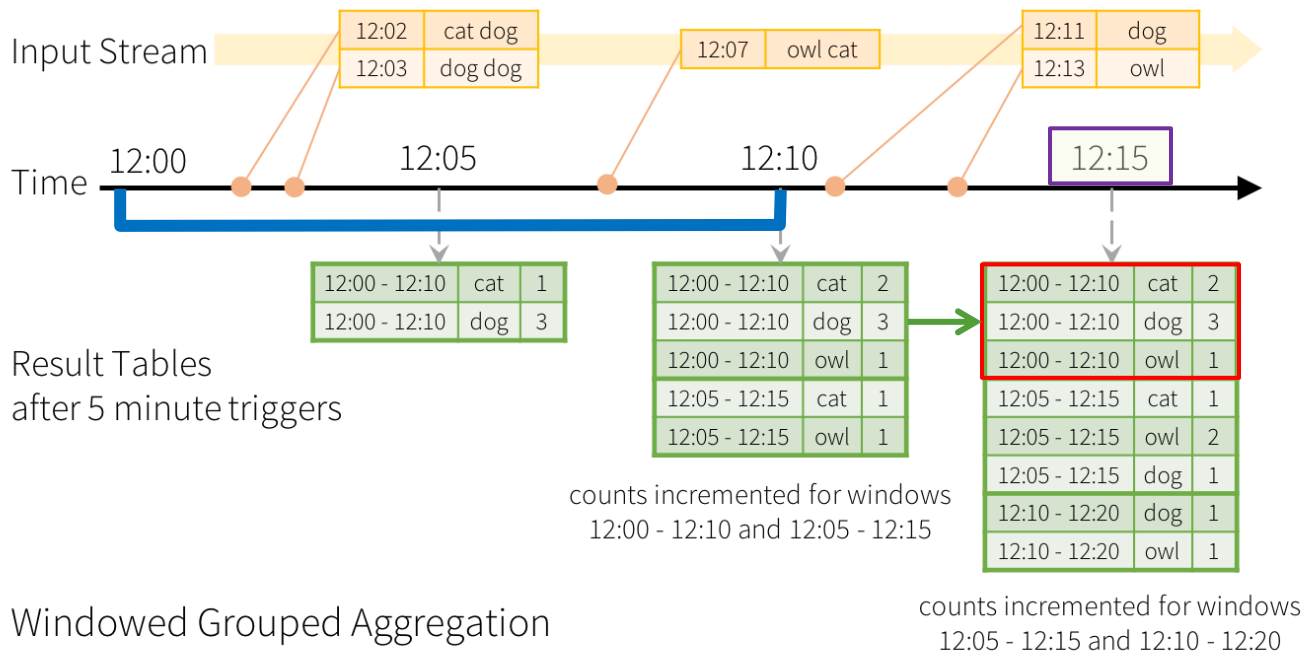 Input Stream
12:02 cat dog
12:03 dog dog
12:07 owl cat
12:11 dog
12:13 owl
Time
12:00
12:05
12:10
12:15
Result Tables
after 5 minute triggers
12:00 - 12:10 cat 1
12:00 - 12:10 dog 3
12:00 - 12:10 cat 2
12:00 - 12:10 dog 3
12:00 - 12:10 owl 1
12:05 - 12:15 cat 1
12:05 - 12:15 owl 1
counts incremented for windows
12:00 - 12:10 and 12:05 - 12:15
12:00 - 12:10 cat 2
12:00 - 12:10 dog 3
12:00 - 12:10 owl 1
12:05 - 12:15 cat 1
12:05 - 12:15 owl 2
12:05 - 12:15 dog 1
12:10 - 12:20 dog 1
12:10 - 12:20 owl 1
counts incremented for windows
12:05 - 12:15 and 12:10 - 12:20
Windowed Grouped Aggregation